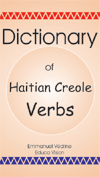 Dictionary
of
Haitian Creole
Verbs
Emmanuel Védrine
Educa Vision